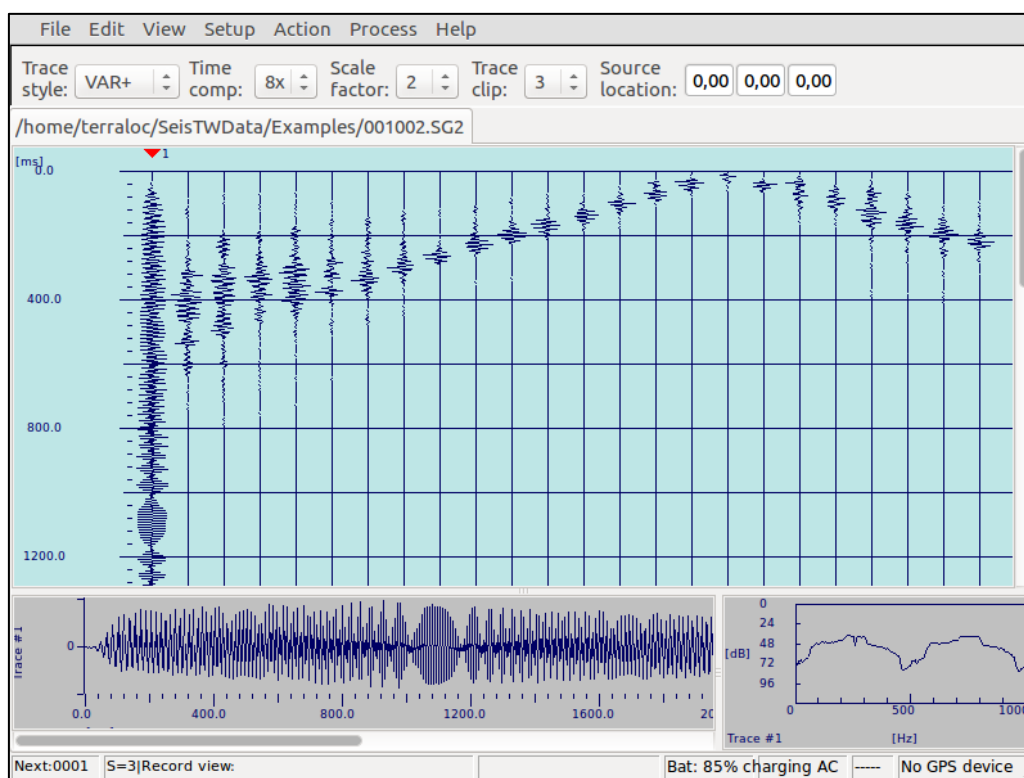 File Edit View Setup Action Process Help
Trace style: VAR+ Time comp: 8x Scale factor: 2 Trace clip: 3 Source location: 0,00 0,00 0,00
/home/terraloc/SeisTWData/Examples/001002.SG2
[ms]
1
0.0
400.0
800.0
1200.0
Trace #1
0
0.0 400.0 800.0 1200.0 1600.0 20
0
24
48
[dB]
72
96
0 500 1000
Trace #1 [Hz]
Next:0001 S=3|Record view: Bat: 85% charging AC ----- No GPS device